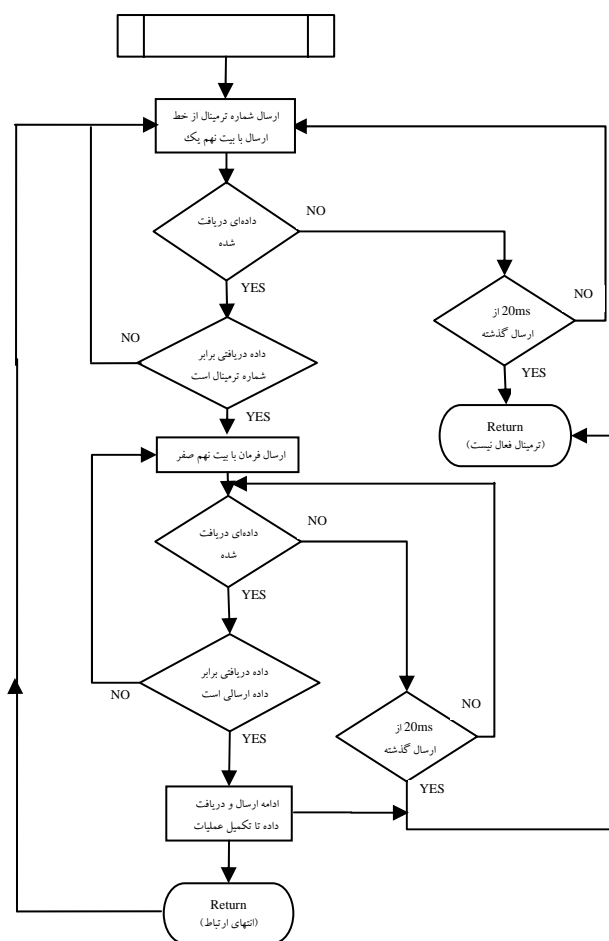 ارسال شماره ترمینال از خط
ارسال با بیت نهم یک
داده‌ای دریافت
شده
NO
YES
20ms از
ارسال گذشته
NO
YES
داده دریافتی برابر
شماره ترمینال است
NO
YES
Return
(ترمینال فعال نیست)
ارسال فرمان با بیت نهم صفر
داده‌ای دریافت
شده
NO
YES
داده دریافتی برابر
داده ارسالی است
NO
YES
20ms از
ارسال گذشته
NO
YES
ادامه ارسال و دریافت
داده تا تکمیل عملیات
Return
(انتهای ارتباط)